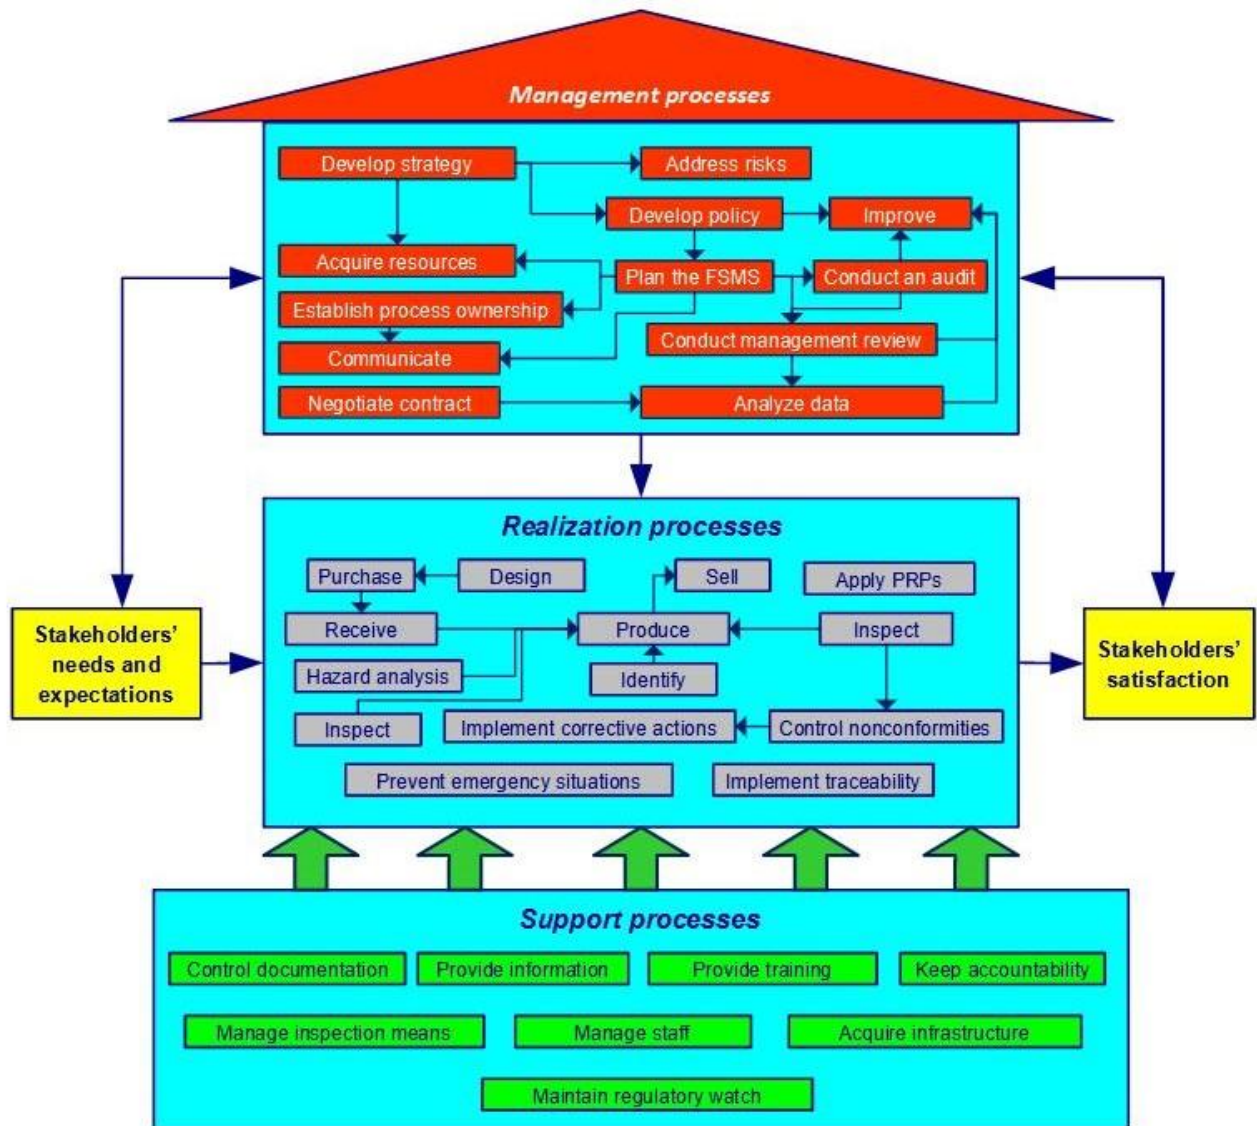 Management processes
Develop strategy
Address risks
Develop policy
Improve
Acquire resources
Plan the FSMS
Conduct an audit
Establish process ownership
Conduct management review
Communicate
Negotiate contract
Analyze data
Realization processes
Purchase
Design
Sell
Apply PRPs
Receive
Produce
Inspect
Hazard analysis
Identify
Inspect
Implement corrective actions
Control nonconformities
Prevent emergency situations
Implement traceability
Stakeholders’
needs and
expectations
Stakeholders’
satisfaction
Support processes
Control documentation
Provide information
Provide training
Keep accountability
Manage inspection means
Manage staff
Acquire infrastructure
Maintain regulatory watch